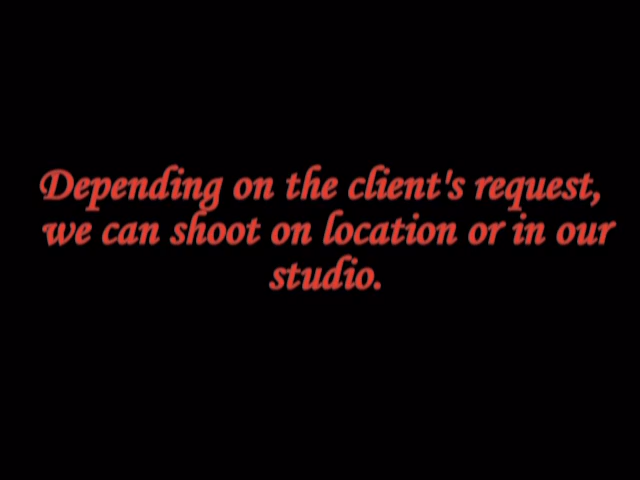 Depending on the client's request,
we can shoot on location or in our
studio.